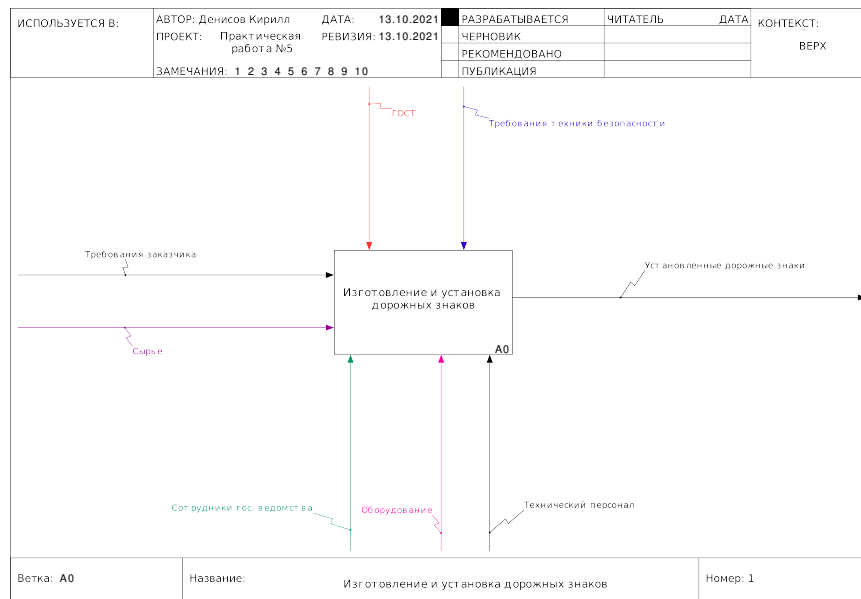 ИСПОЛЬЗУЕТСЯ В:
АВТОР: Денисов Кирилл
ДАТА: 13.10.2021
ПРОЕКТ: Практическая
работа №5
РЕВИЗИЯ: 13.10.2021
ЗАМЕЧАНИЯ: 1 2 3 4 5 6 7 8 9 10
РАЗРАБАТЫВАЕТСЯ
ЧЕРНОВИК
РЕКОМЕНДОВАНО
ПУБЛИКАЦИЯ
ЧИТАТЕЛЬ ДАТА
КОНТЕКСТ:
ВЕРХ
ГОСТ
Требования техники безопасности
Требования заказчика
Установленные дорожные знаки
Изготовление и установка
дорожных знаков
A0
Сырье
Сотрудники гос. ведомства
Оборудование
Технический персонал
Ветка: A0
Название:
Изготовление и установка дорожных знаков
Номер: 1